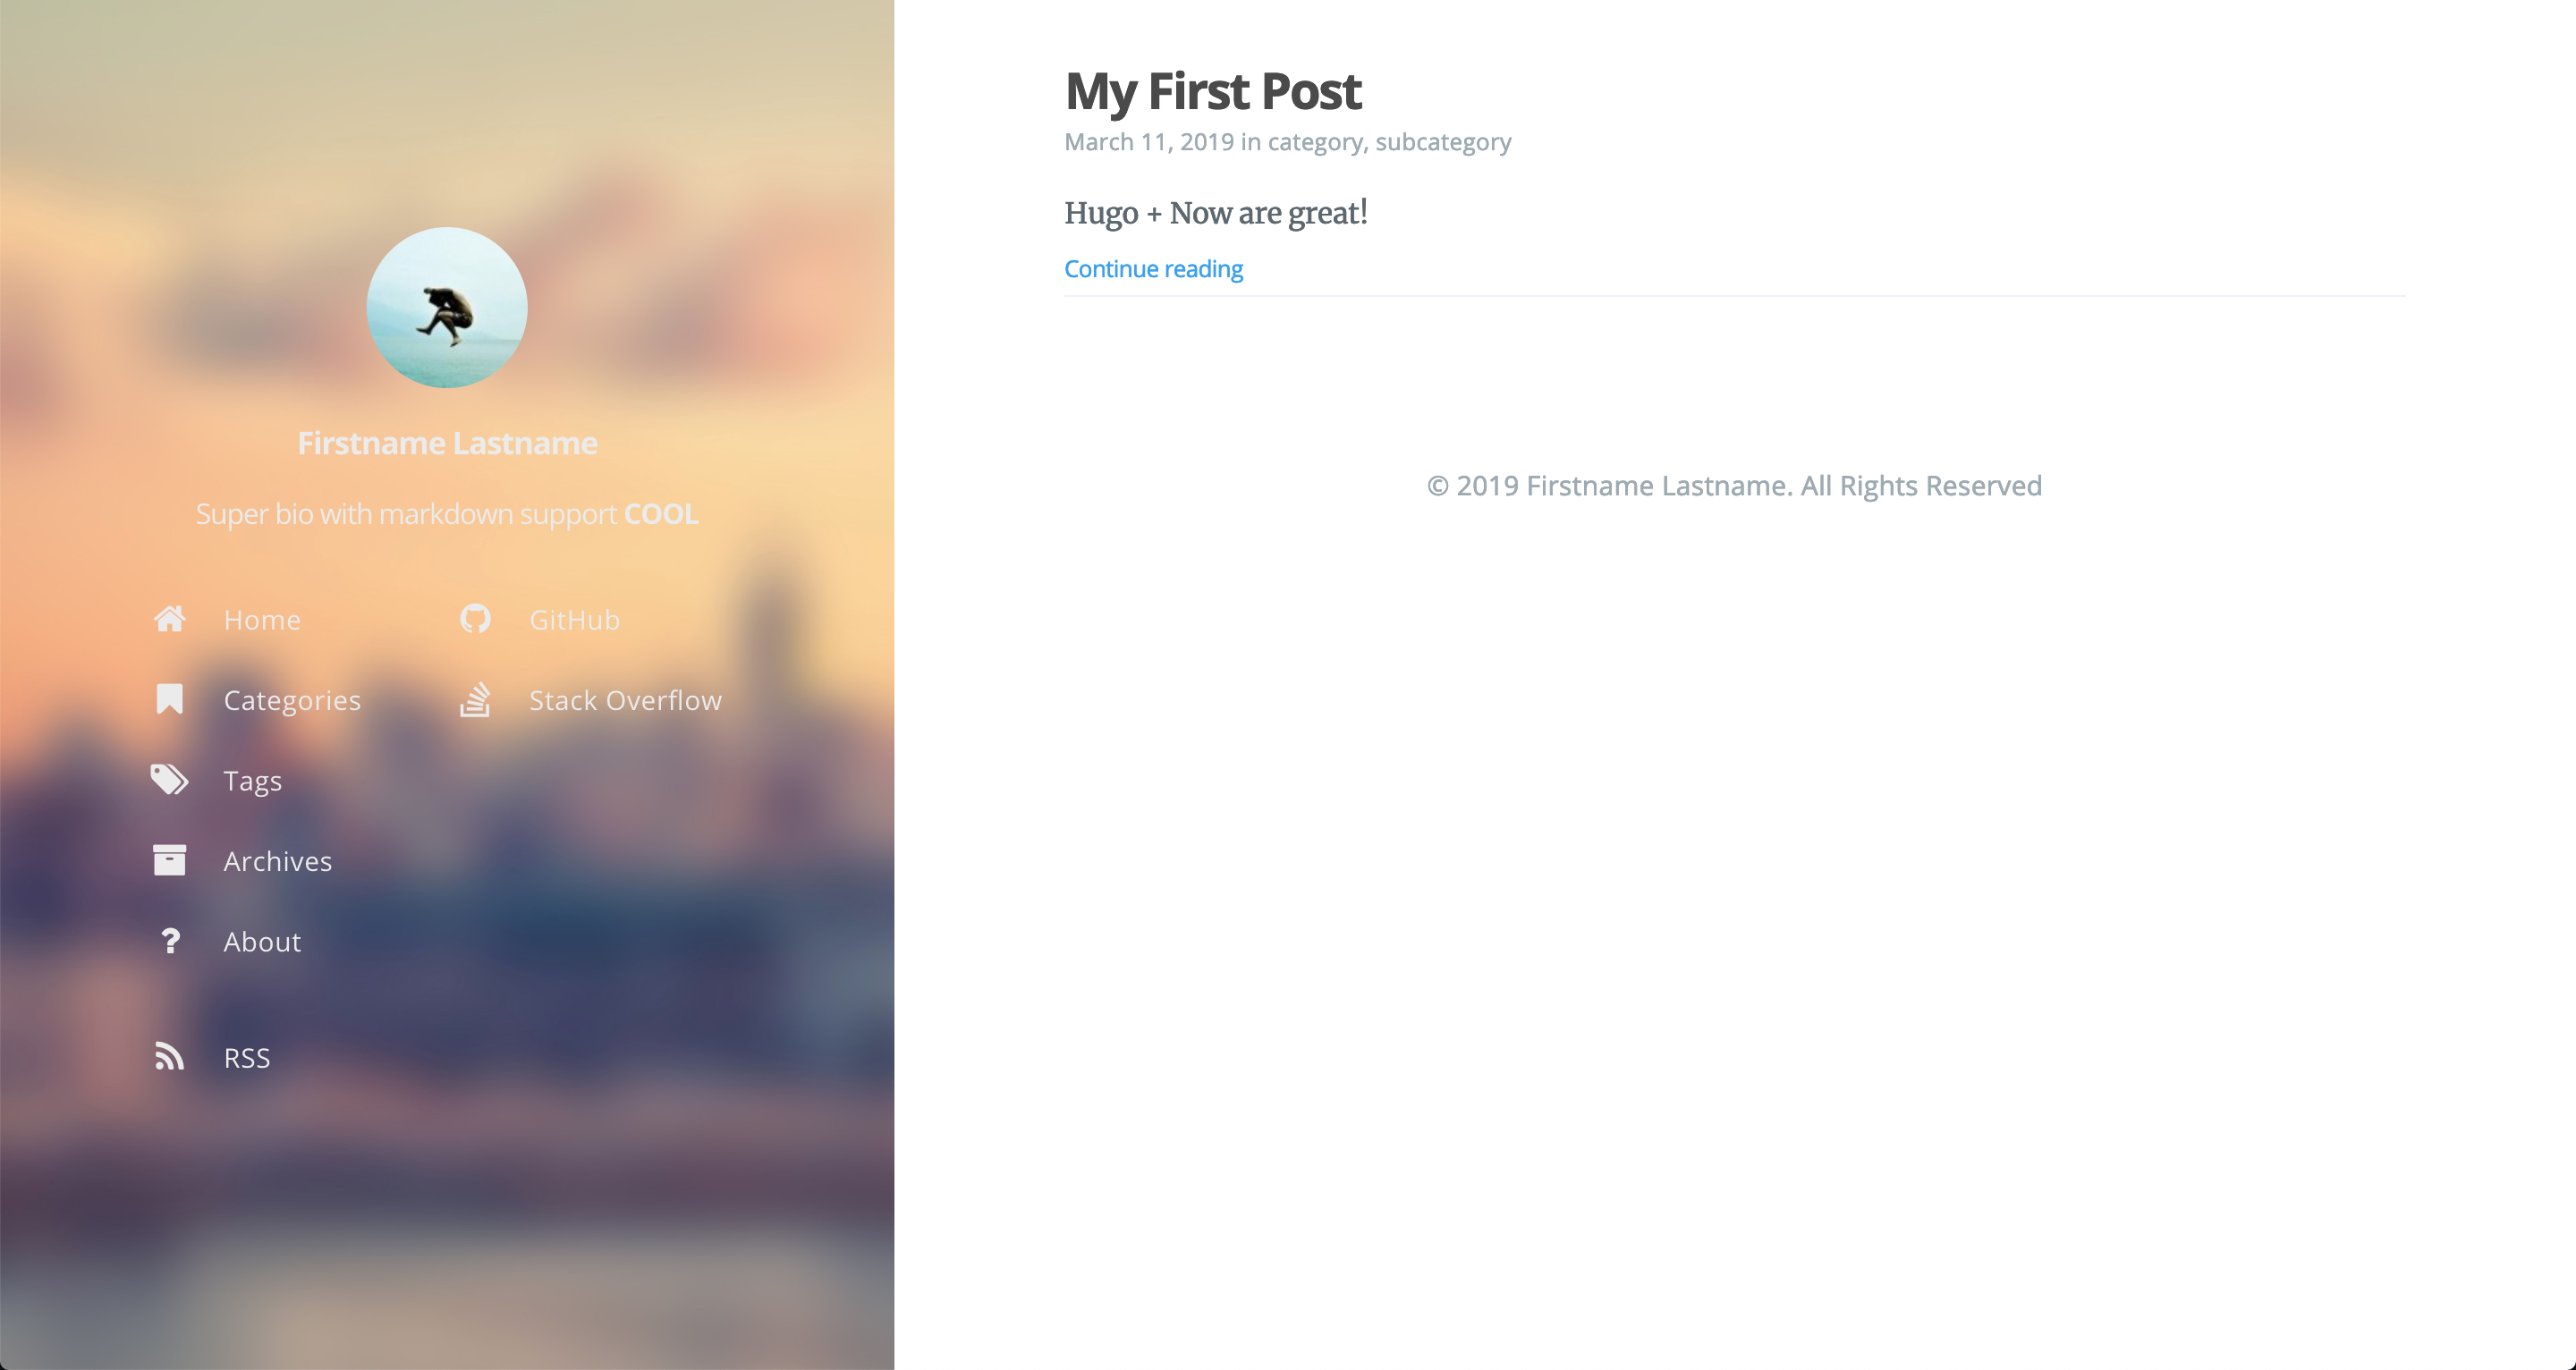 Firstname Lastname
Super bio with markdown support COOL
Home
Categories
Tags
Archives
About
RSS
GitHub
Stack Overflow
My First Post
March 11, 2019 in category, subcategory
Hugo + Now are great!
Continue reading
© 2019 Firstname Lastname. All Rights Reserved